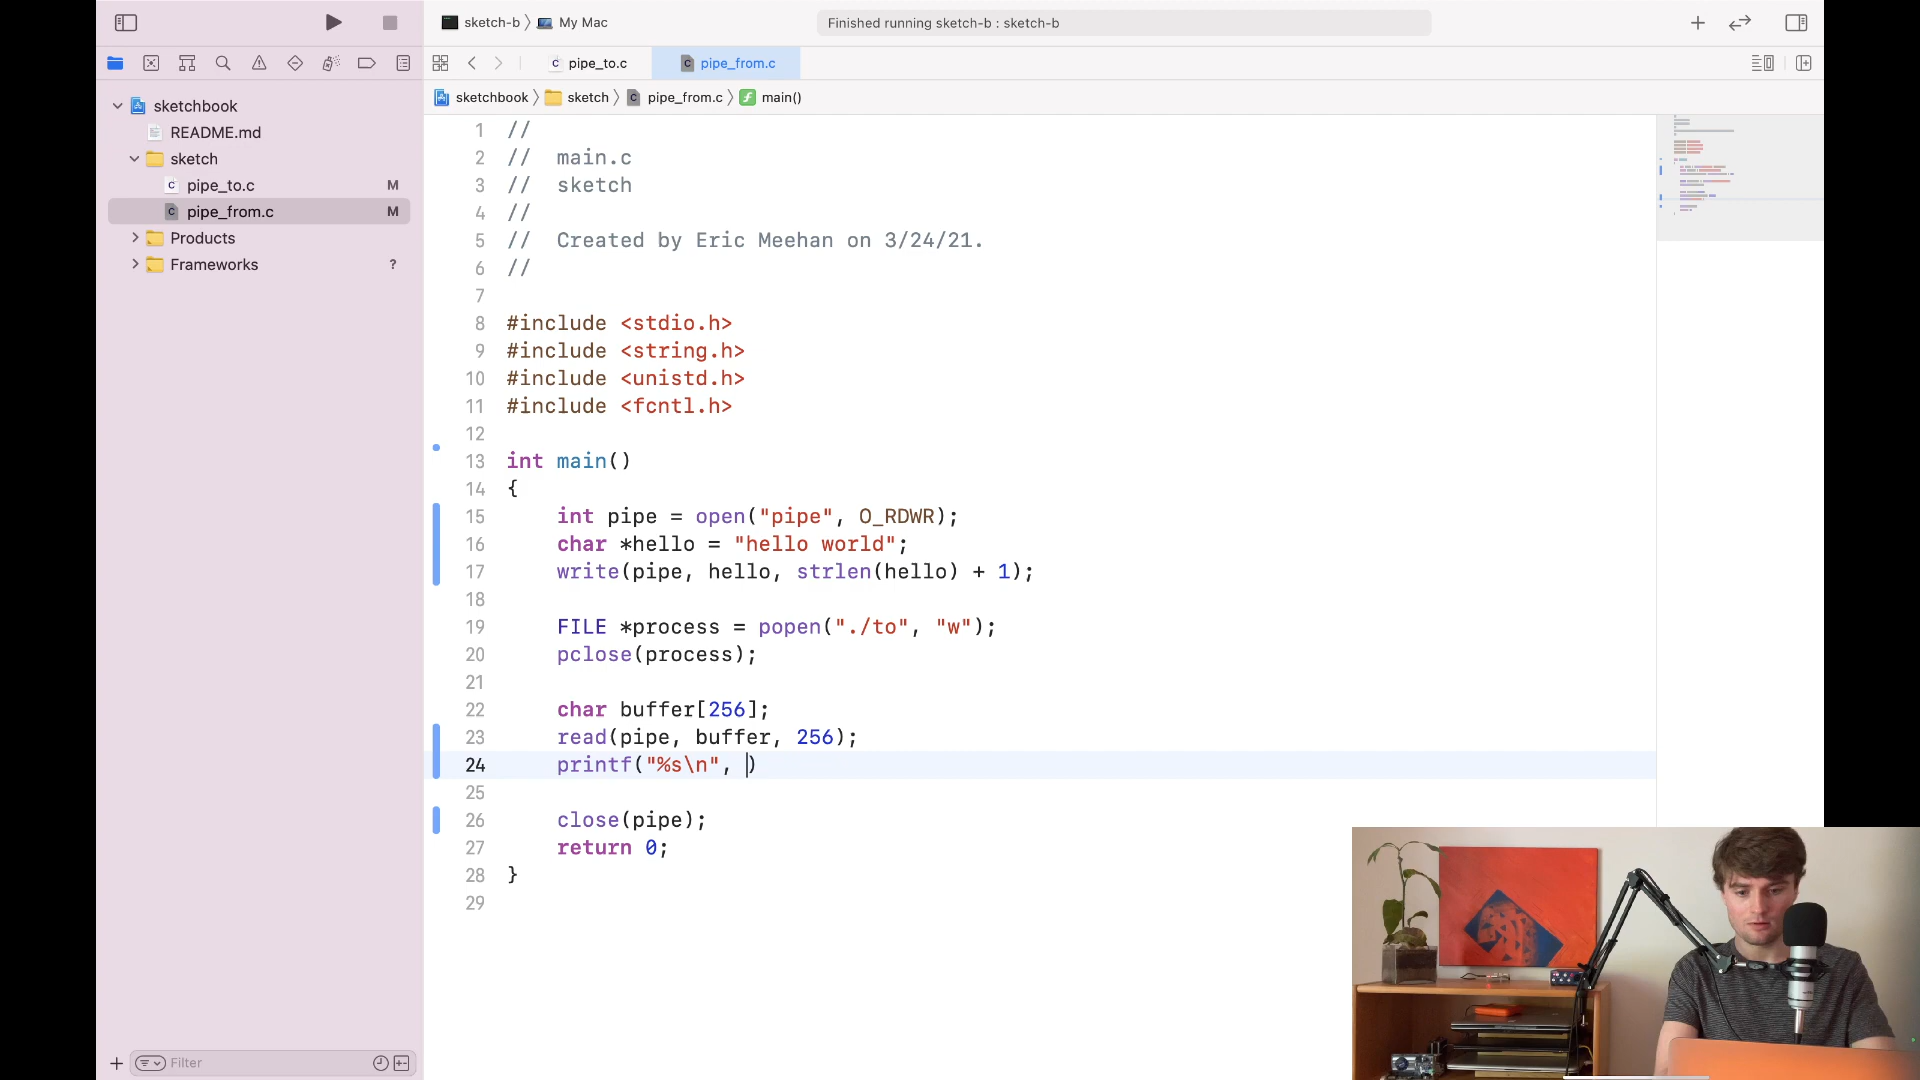 sketch-b 〉 My Mac
Finished running sketch-b : sketch-b
pipe_to.c
pipe_from.c
sketchbook 〉 sketch 〉 pipe_from.c 〉 main()
sketchbook
README.md
sketch
pipe_to.c M
pipe_from.c M
Products
Frameworks ?
1 //
2 //  main.c
3 //  sketch
4 //
5 //  Created by Eric Meehan on 3/24/21.
6 //
7
8 #include <stdio.h>
9 #include <string.h>
10 #include <unistd.h>
11 #include <fcntl.h>
12
13 int main()
14 {
15     int pipe = open("pipe", O_RDWR);
16     char *hello = "hello world";
17     write(pipe, hello, strlen(hello) + 1);
18
19     FILE *process = popen("./to", "w");
20     pclose(process);
21
22     char buffer[256];
23     read(pipe, buffer, 256);
24     printf("%s\n", )
25
26     close(pipe);
27     return 0;
28 }
29
Filter